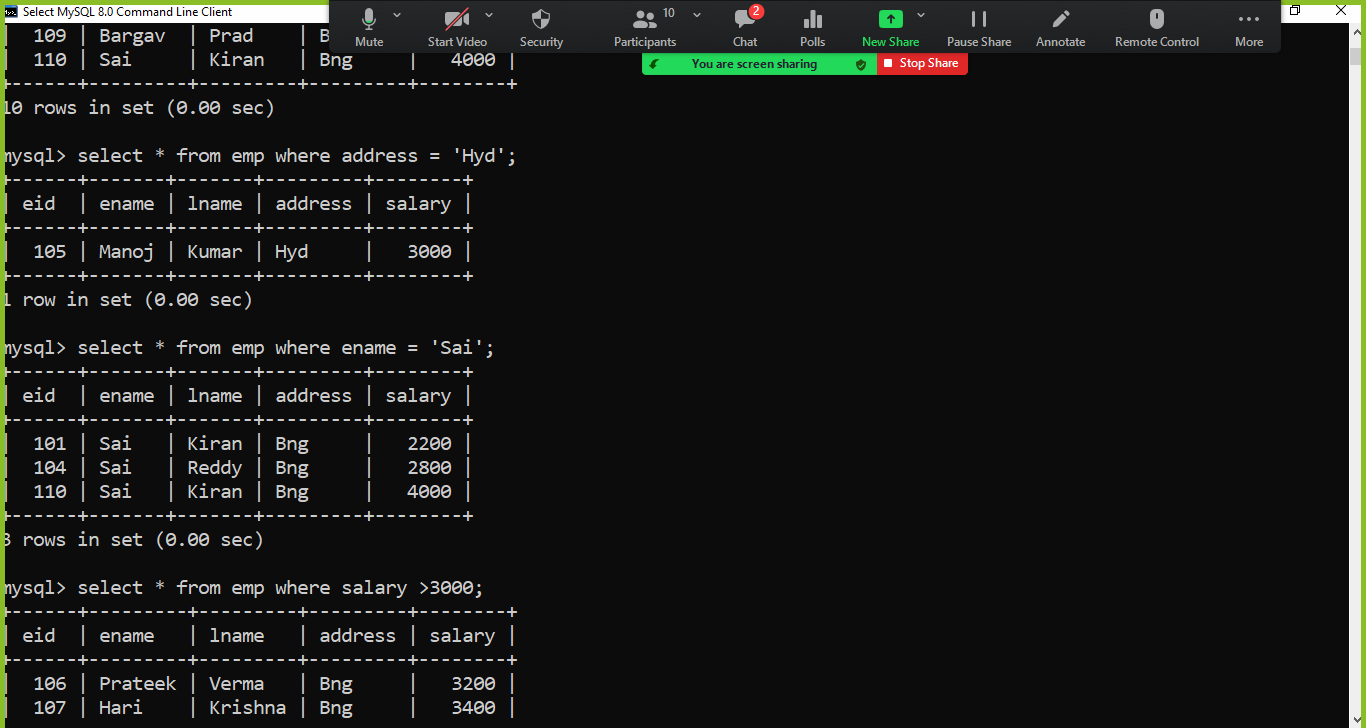 Select MySQL 8.0 Command Line Client
10
2
Mute
Start Video
Security
Participants
Chat
Polls
New Share
Pause Share
Annotate
Remote Control
More
You are screen sharing
Stop Share
| 109 | Bargav | Prad | B
| 110 | Sai | Kiran | Bng | 4000 |
+------+---------+---------+---------+--------+
10 rows in set (0.00 sec)
mysql> select * from emp where address = 'Hyd';
+------+-------+-------+---------+--------+
| eid | ename | lname | address | salary |
+------+-------+-------+---------+--------+
| 105 | Manoj | Kumar | Hyd | 3000 |
+------+-------+-------+---------+--------+
1 row in set (0.00 sec)
mysql> select * from emp where ename = 'Sai';
+------+-------+-------+---------+--------+
| eid | ename | lname | address | salary |
+------+-------+-------+---------+--------+
| 101 | Sai | Kiran | Bng | 2200 |
| 104 | Sai | Reddy | Bng | 2800 |
| 110 | Sai | Kiran | Bng | 4000 |
+------+-------+-------+---------+--------+
3 rows in set (0.00 sec)
mysql> select * from emp where salary >3000;
+------+---------+---------+---------+--------+
| eid | ename | lname | address | salary |
+------+---------+---------+---------+--------+
| 106 | Prateek | Verma | Bng | 3200 |
| 107 | Hari | Krishna | Bng | 3400 |